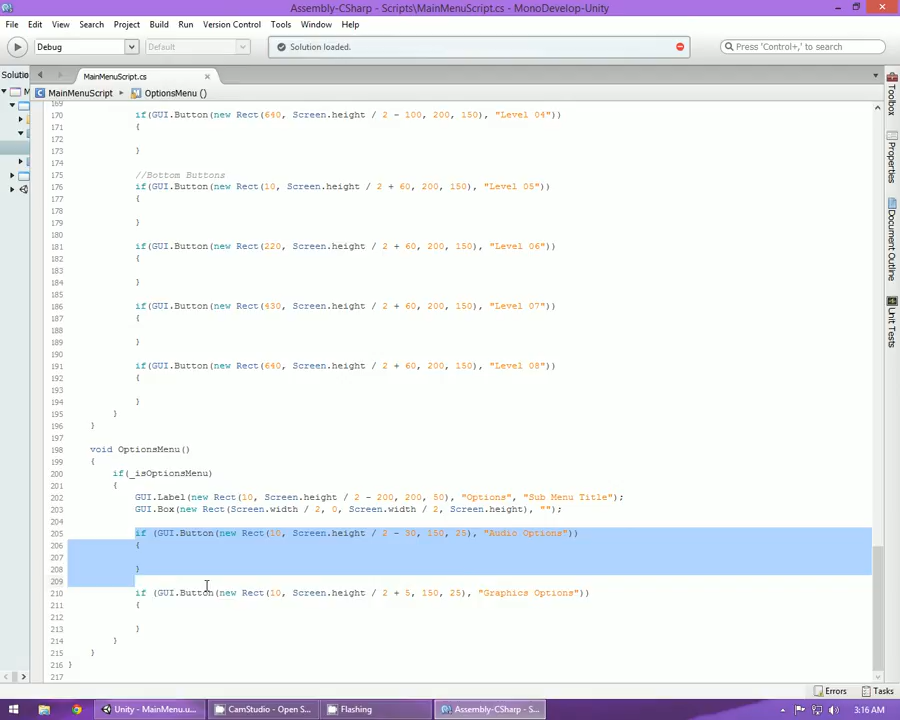 Assembly-CSharp - Scripts\MainMenuScript.cs - MonoDevelop-Unity
File Edit View Search Project Build Run Version Control Tools Window Help
Debug Default Solution loaded. Press 'Control+,' to search
Solutio MainMenuScript.cs
MainMenuScript OptionsMenu ()
169
170 if(GUI.Button(new Rect(640, Screen.height / 2 - 100, 200, 150), "Level 04"))
171 {
172
173 }
174
175 //Bottom Buttons
176 if(GUI.Button(new Rect(10, Screen.height / 2 + 60, 200, 150), "Level 05"))
177 {
178
179 }
180
181 if(GUI.Button(new Rect(220, Screen.height / 2 + 60, 200, 150), "Level 06"))
182 {
183
184 }
185
186 if(GUI.Button(new Rect(430, Screen.height / 2 + 60, 200, 150), "Level 07"))
187 {
188
189 }
190
191 if(GUI.Button(new Rect(640, Screen.height / 2 + 60, 200, 150), "Level 08"))
192 {
193
194 }
195 }
196 }
197
198 void OptionsMenu()
199 {
200 if(_isOptionsMenu)
201 {
202 GUI.Label(new Rect(10, Screen.height / 2 - 200, 200, 50), "Options", "Sub Menu Title");
203 GUI.Box(new Rect(Screen.width / 2, 0, Screen.width / 2, Screen.height), "");
204
205 if (GUI.Button(new Rect(10, Screen.height / 2 - 30, 150, 25), "Audio Options"))
206 {
207
208 }
209
210 if (GUI.Button(new Rect(10, Screen.height / 2 + 5, 150, 25), "Graphics Options"))
211 {
212
213 }
214 }
215 }
216 }
217
Toolbox
Properties
Document Outline
Unit Tests
Errors Tasks
Unity - MainMenu.u... CamStudio - Open S... Flashing Assembly-CSharp - S... 3:16 AM